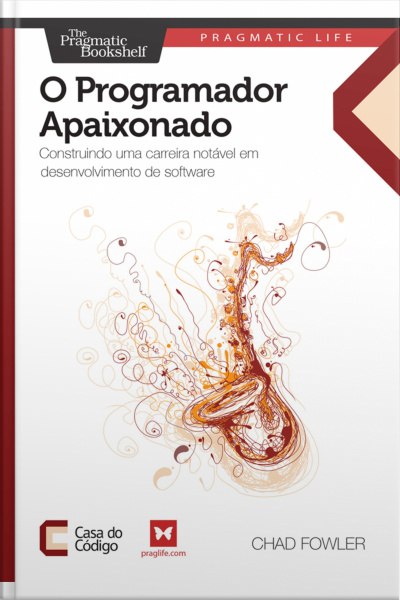 The
Pragmatic
Bookshelf
PRAGMATIC LIFE
O Programador
Apaixonado
Construindo uma carreira notável em
desenvolvimento de software
Casa do
Código
praglife.com
CHAD FOWLER